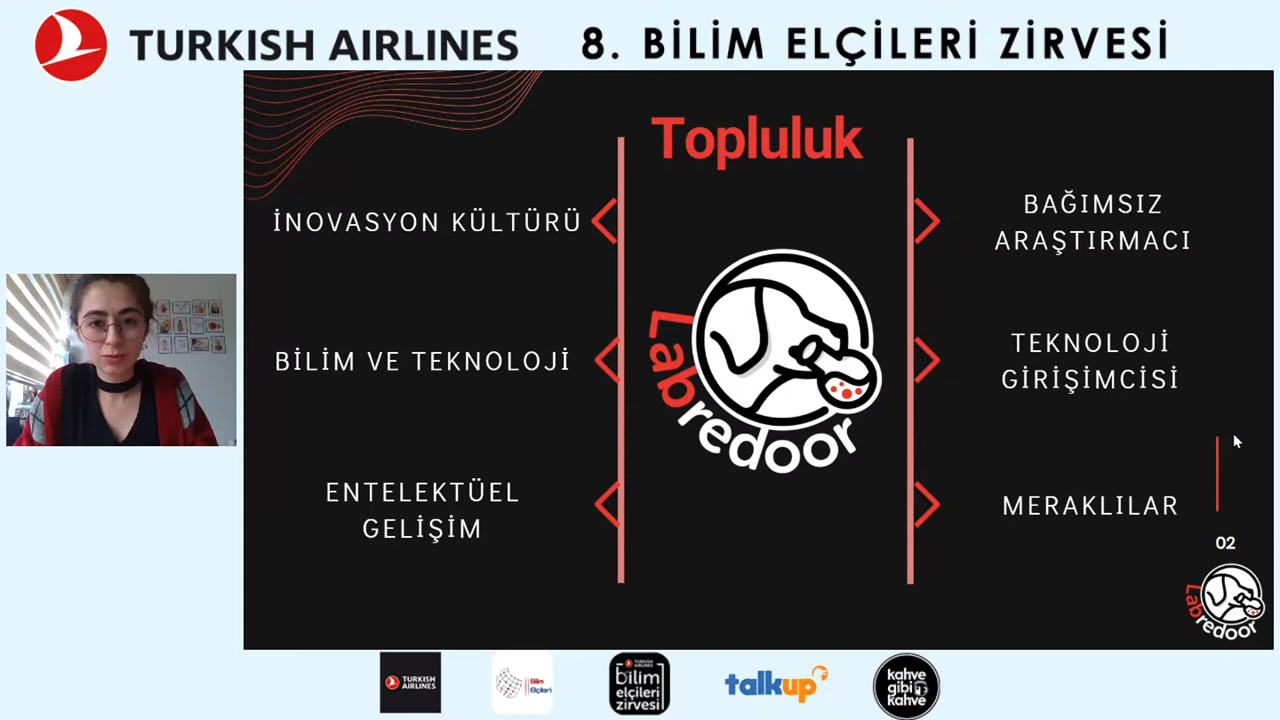 TURKISH AIRLINES
8. BİLİM ELÇİLERİ ZİRVESİ
Topluluk
İNOVASYON KÜLTÜRÜ
BİLİM VE TEKNOLOJİ
ENTELEKTÜEL
GELİŞİM
Labredoor
BAĞIMSIZ
ARAŞTIRMACI
TEKNOLOJİ
GİRİŞİMCİSİ
MERAKLILAR
02
Labredoor
TURKISH
AIRLINES
Bilim
Elçileri
TURKISH
AIRLINES
bilim
elçileri
zirvesi
talkup
kahve
gibi
kahve